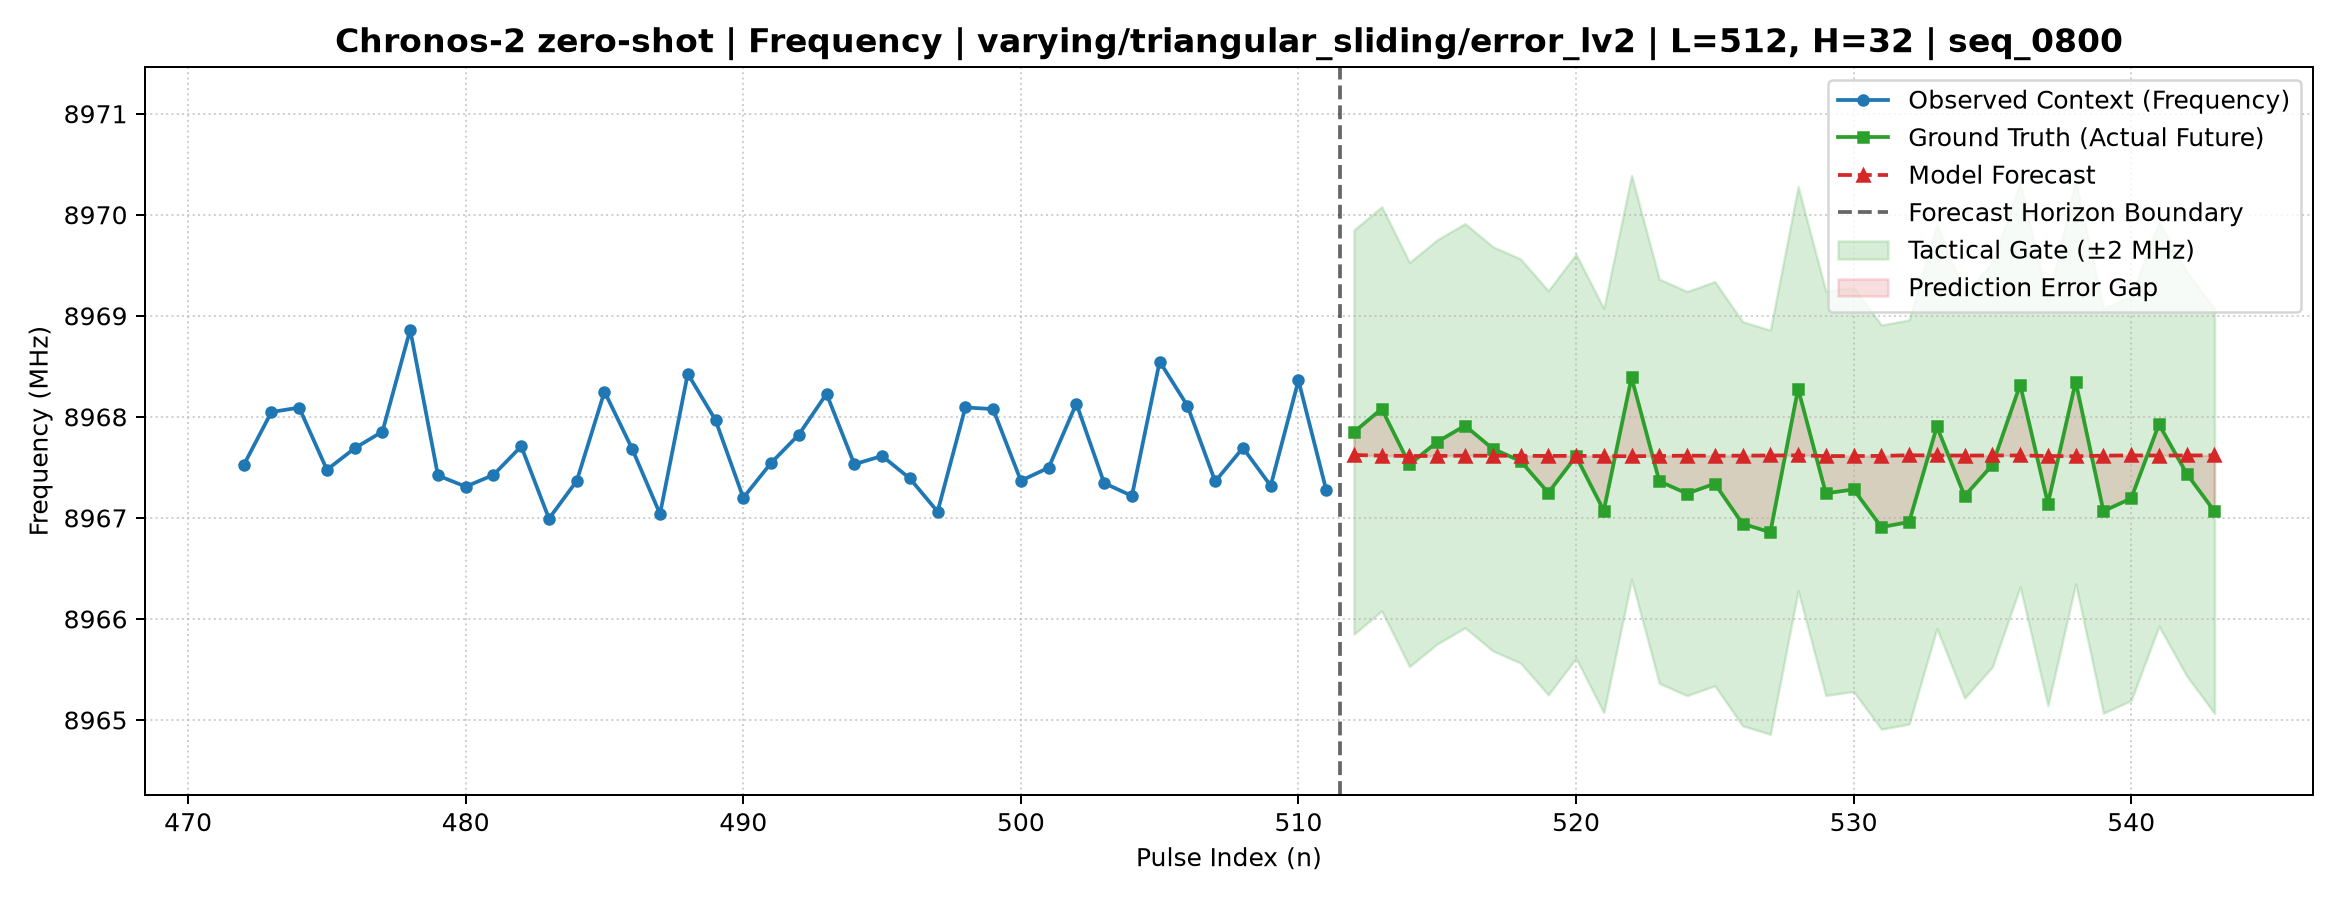 Chronos-2 zero-shot | Frequency | varying/triangular_sliding/error_lv2 | L=512, H=32 | seq_0800
Observed Context (Frequency)
Ground Truth (Actual Future)
Model Forecast
Forecast Horizon Boundary
Tactical Gate (±2 MHz)
Prediction Error Gap
Frequency (MHz)
8971
8970
8969
8968
8967
8966
8965
470 480 490 500 510 520 530 540
Pulse Index (n)